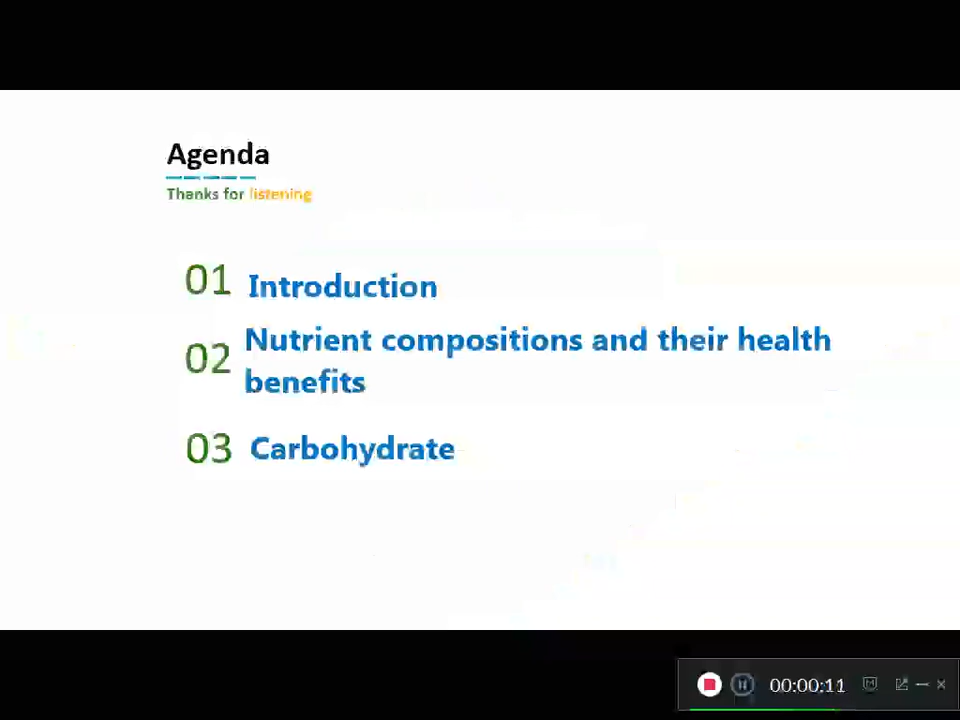 Agenda
Thanks for listening
01 Introduction
02 Nutrient compositions and their health
benefits
03 Carbohydrate
00:00:11